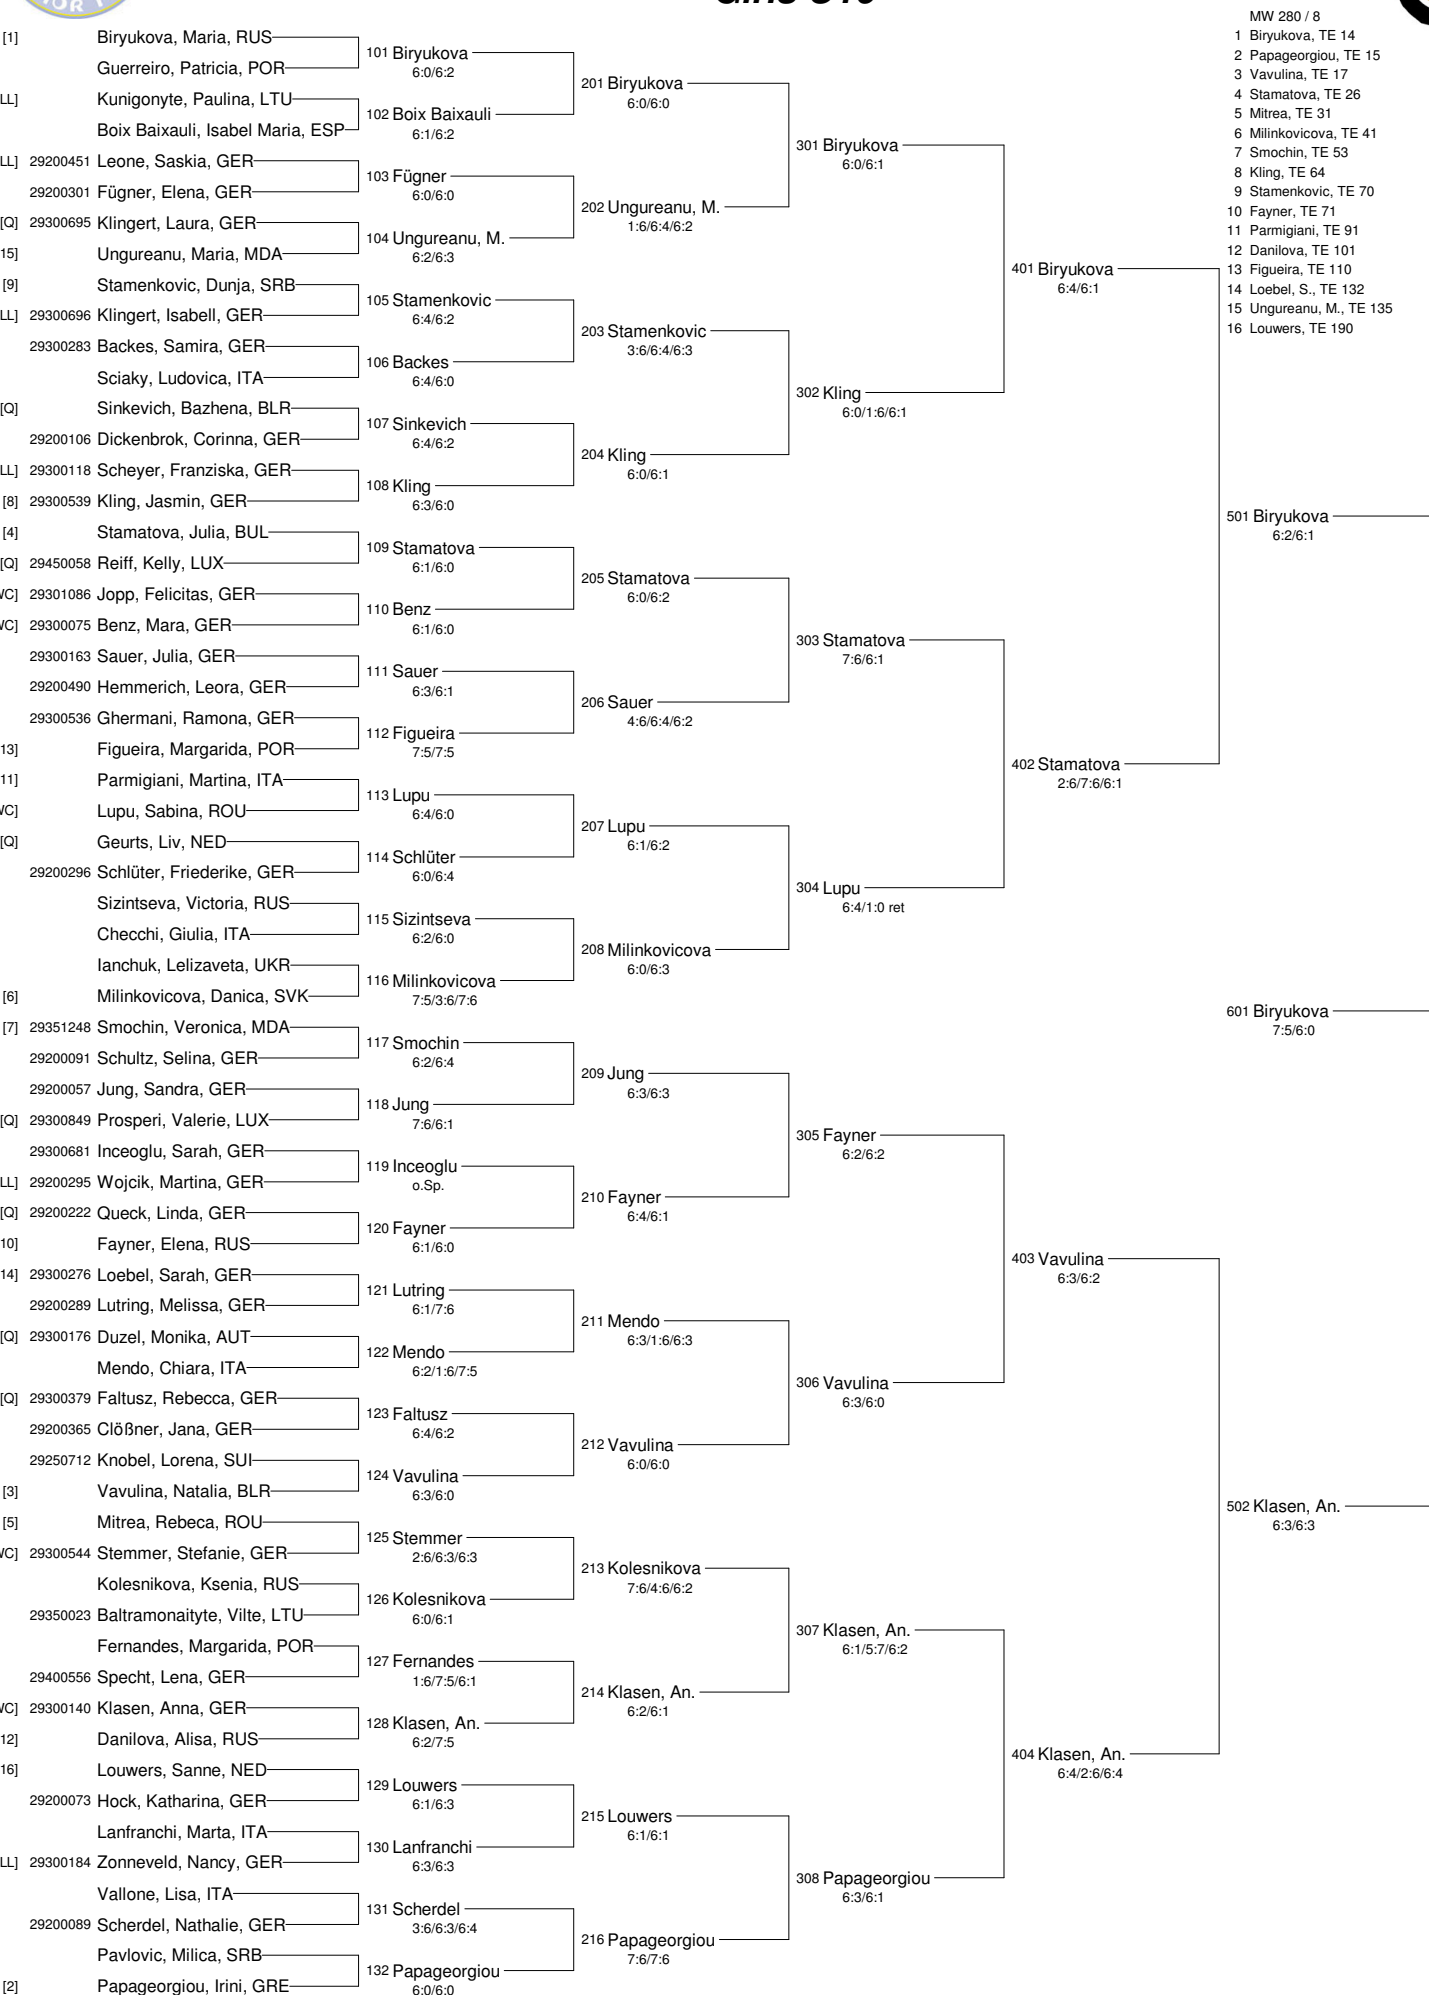 MW 280 / 8
1 Biryukova, TE 14
2 Papageorgiou, TE 15
3 Vavulina, TE 17
4 Stamatova, TE 26
5 Mitrea, TE 31
6 Milinkovicova, TE 41
7 Smochin, TE 53
8 Kling, TE 64
9 Stamenkovic, TE 70
10 Fayner, TE 71
11 Parmigiani, TE 91
12 Danilova, TE 101
13 Figueira, TE 110
14 Loebel, S., TE 132
15 Ungureanu, M., TE 135
16 Louwers, TE 190
[1] Biryukova, Maria, RUS
Guerreiro, Patricia, POR
LL] Kunigonyte, Paulina, LTU
Boix Baixauli, Isabel Maria, ESP
LL] 29200451 Leone, Saskia, GER
29200301 Fügner, Elena, GER
[Q] 29300695 Klingert, Laura, GER
15] Ungureanu, Maria, MDA
[9] Stamenkovic, Dunja, SRB
LL] 29300696 Klingert, Isabell, GER
29300283 Backes, Samira, GER
Sciaky, Ludovica, ITA
[Q] Sinkevich, Bazhena, BLR
29200106 Dickenbrok, Corinna, GER
LL] 29300118 Scheyer, Franziska, GER
[8] 29300539 Kling, Jasmin, GER
[4] Stamatova, Julia, BUL
[Q] 29450058 Reiff, Kelly, LUX
VC] 29301086 Jopp, Felicitas, GER
VC] 29300075 Benz, Mara, GER
29300163 Sauer, Julia, GER
29200490 Hemmerich, Leora, GER
29300536 Ghermani, Ramona, GER
13] Figueira, Margarida, POR
11] Parmigiani, Martina, ITA
VC] Lupu, Sabina, ROU
[Q] Geurts, Liv, NED
29200296 Schlüter, Friederike, GER
Sizintseva, Victoria, RUS
Checchi, Giulia, ITA
Ianchuk, Lelizaveta, UKR
[6] Milinkovicova, Danica, SVK
[7] 29351248 Smochin, Veronica, MDA
29200091 Schultz, Selina, GER
29200057 Jung, Sandra, GER
[Q] 29300849 Prosperi, Valerie, LUX
29300681 Inceoglu, Sarah, GER
LL] 29200295 Wojcik, Martina, GER
[Q] 29200222 Queck, Linda, GER
10] Fayner, Elena, RUS
14] 29300276 Loebel, Sarah, GER
29200289 Lutring, Melissa, GER
[Q] 29300176 Duzel, Monika, AUT
Mendo, Chiara, ITA
[Q] 29300379 Faltusz, Rebecca, GER
29200365 Clößner, Jana, GER
29250712 Knobel, Lorena, SUI
[3] Vavulina, Natalia, BLR
[5] Mitrea, Rebeca, ROU
VC] 29300544 Stemmer, Stefanie, GER
Kolesnikova, Ksenia, RUS
29350023 Baltramonaityte, Vilte, LTU
Fernandes, Margarida, POR
29400556 Specht, Lena, GER
VC] 29300140 Klasen, Anna, GER
12] Danilova, Alisa, RUS
16] Louwers, Sanne, NED
29200073 Hock, Katharina, GER
Lanfranchi, Marta, ITA
LL] 29300184 Zonneveld, Nancy, GER
Vallone, Lisa, ITA
29200089 Scherdel, Nathalie, GER
Pavlovic, Milica, SRB
[2] Papageorgiou, Irini, GRE
101 Biryukova
6:0/6:2
102 Boix Baixauli
6:1/6:2
103 Fügner
6:0/6:0
104 Ungureanu, M.
6:2/6:3
105 Stamenkovic
6:4/6:2
106 Backes
6:4/6:0
107 Sinkevich
6:4/6:2
108 Kling
6:3/6:0
109 Stamatova
6:1/6:0
110 Benz
6:1/6:0
111 Sauer
6:3/6:1
112 Figueira
7:5/7:5
113 Lupu
6:4/6:0
114 Schlüter
6:0/6:4
115 Sizintseva
6:2/6:0
116 Milinkovicova
7:5/3:6/7:6
117 Smochin
6:2/6:4
118 Jung
7:6/6:1
119 Inceoglu
o.Sp.
120 Fayner
6:1/6:0
121 Lutring
6:1/7:6
122 Mendo
6:2/1:6/7:5
123 Faltusz
6:4/6:2
124 Vavulina
6:3/6:0
125 Stemmer
2:6/6:3/6:3
126 Kolesnikova
6:0/6:1
127 Fernandes
1:6/7:5/6:1
128 Klasen, An.
6:2/7:5
129 Louwers
6:1/6:3
130 Lanfranchi
6:3/6:3
131 Scherdel
3:6/6:3/6:4
132 Papageorgiou
6:0/6:0
201 Biryukova
6:0/6:0
202 Ungureanu, M.
1:6/6:4/6:2
203 Stamenkovic
3:6/6:4/6:3
204 Kling
6:0/6:1
205 Stamatova
6:0/6:2
206 Sauer
4:6/6:4/6:2
207 Lupu
6:1/6:2
208 Milinkovicova
6:0/6:3
209 Jung
6:3/6:3
210 Fayner
6:4/6:1
211 Mendo
6:3/1:6/6:3
212 Vavulina
6:0/6:0
213 Kolesnikova
7:6/4:6/6:2
214 Klasen, An.
6:2/6:1
215 Louwers
6:1/6:1
216 Papageorgiou
7:6/7:6
301 Biryukova
6:0/6:1
302 Kling
6:0/1:6/6:1
303 Stamatova
7:6/6:1
304 Lupu
6:4/1:0 ret
305 Fayner
6:2/6:2
306 Vavulina
6:3/6:0
307 Klasen, An.
6:1/5:7/6:2
308 Papageorgiou
6:3/6:1
401 Biryukova
6:4/6:1
402 Stamatova
2:6/7:6/6:1
403 Vavulina
6:3/6:2
404 Klasen, An.
6:4/2:6/6:4
501 Biryukova
6:2/6:1
502 Klasen, An.
6:3/6:3
601 Biryukova
7:5/6:0